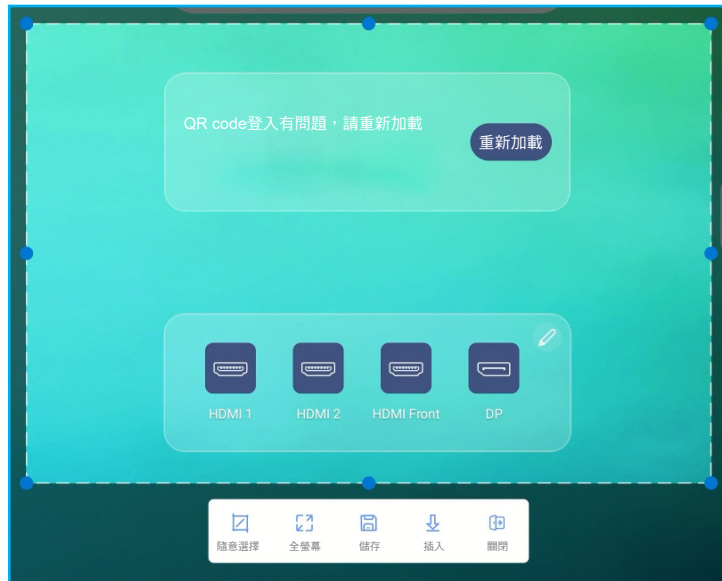 QR code登入有問題，請重新加載
重新加載
HDMI 1
HDMI 2
HDMI Front
DP
隨意選擇
全螢幕
儲存
插入
關閉